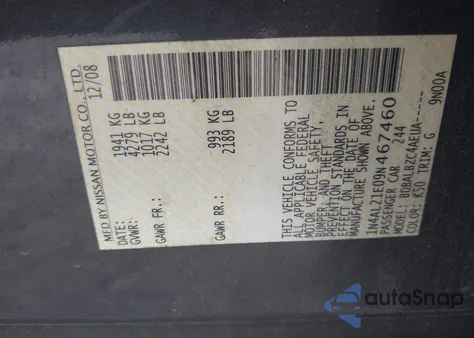 MFD.BY NISSAN MOTOR CO., LTD.
DATE: 12/08
GVWR: 1941 KG
4279 LB
GAWR FR: 1017 KG
2242 LB
GAWR RR: 993 KG
2189 LB
THIS VEHICLE CONFORMS TO
ALL APPLICABLE FEDERAL
MOTOR VEHICLE SAFETY,
BUMPER, AND THEFT
PREVENTION STANDARDS IN
EFFECT ON THE DATE OF
MANUFACTURE SHOWN ABOVE.
1N4AL21E09N467460
PASSENGER CAR
244
MODEL: BDBALBZC4AEUA
COLOR: K50 TRIM: G
9N00A
autoSnap